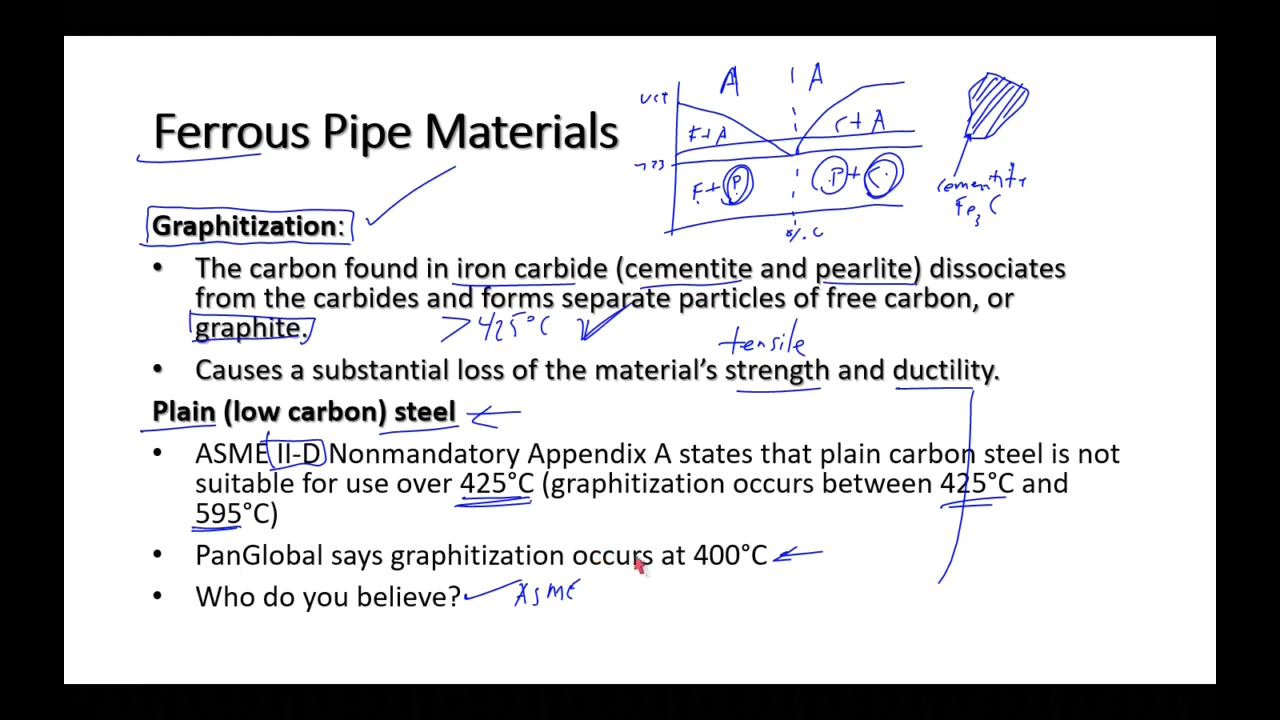 A | A
UCT
Ferrous Pipe Materials
F+A
C+A
723
F+P
P+C
cementite
Fe3C
Graphitization:
% C
• The carbon found in iron carbide (cementite and pearlite) dissociates
from the carbides and forms separate particles of free carbon, or
graphite.
>425°C
tensile
• Causes a substantial loss of the material's strength and ductility.
Plain (low carbon) steel
• ASME II-D Nonmandatory Appendix A states that plain carbon steel is not
suitable for use over 425°C (graphitization occurs between 425°C and
595°C)
• PanGlobal says graphitization occurs at 400°C
• Who do you believe?
ASME